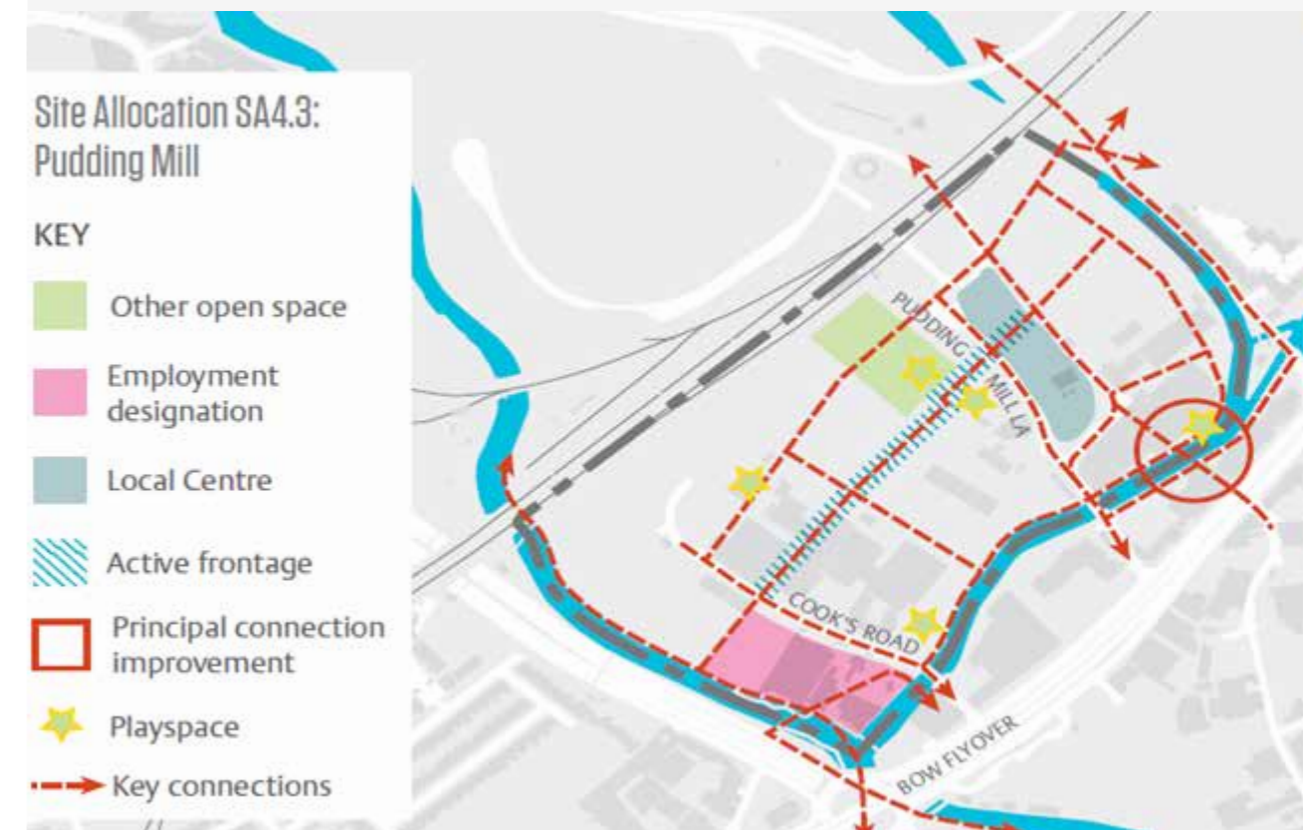 Site Allocation SA4.3:
Pudding Mill
KEY
Other open space
Employment
designation
Local Centre
Active frontage
Principal connection
improvement
Playspace
Key connections
PUDDING MILL LA
COOK'S ROAD
BOW FLYOVER